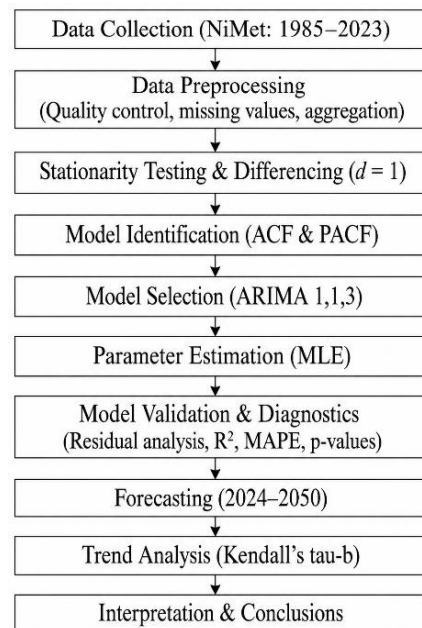 Data Collection (NiMet: 1985–2023)
Data Preprocessing
(Quality control, missing values, aggregation)
Stationarity Testing & Differencing (d = 1)
Model Identification (ACF & PACF)
Model Selection (ARIMA 1,1,3)
Parameter Estimation (MLE)
Model Validation & Diagnostics
(Residual analysis, R², MAPE, p-values)
Forecasting (2024–2050)
Trend Analysis (Kendall’s tau-b)
Interpretation & Conclusions